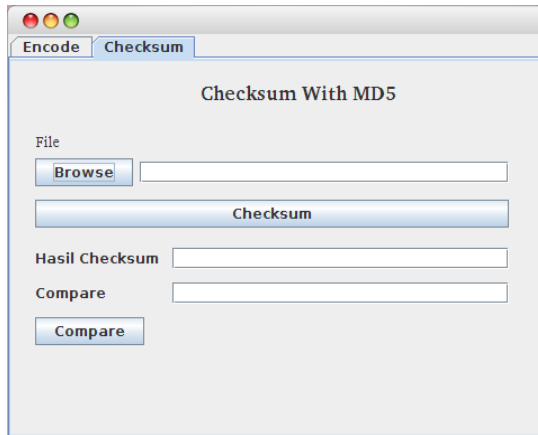 Encode Checksum
Checksum With MD5
File
Browse
Checksum
Hasil Checksum
Compare
Compare